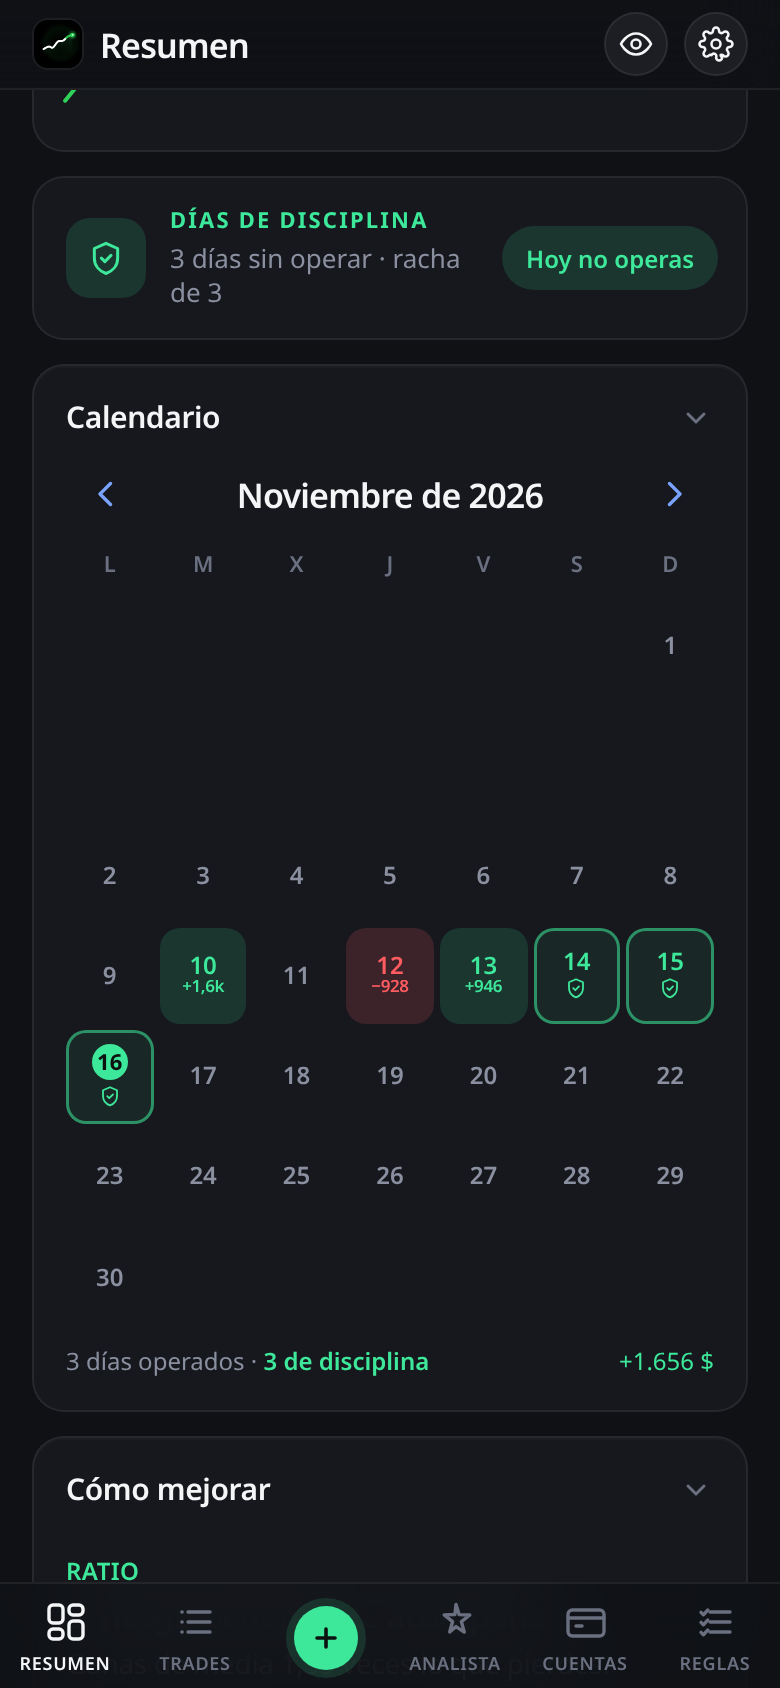 Resumen
DÍAS DE DISCIPLINA
3 días sin operar · racha
de 3
Hoy no operas
Calendario
Noviembre de 2026
L M X J V S D
1
2 3 4 5 6 7 8
9 10 11 12 13 14 15
+1,6k −928 +946
16 17 18 19 20 21 22
23 24 25 26 27 28 29
30
3 días operados · 3 de disciplina +1.656 $
Cómo mejorar
RATIO
RESUMEN TRADES ANALISTA CUENTAS REGLAS